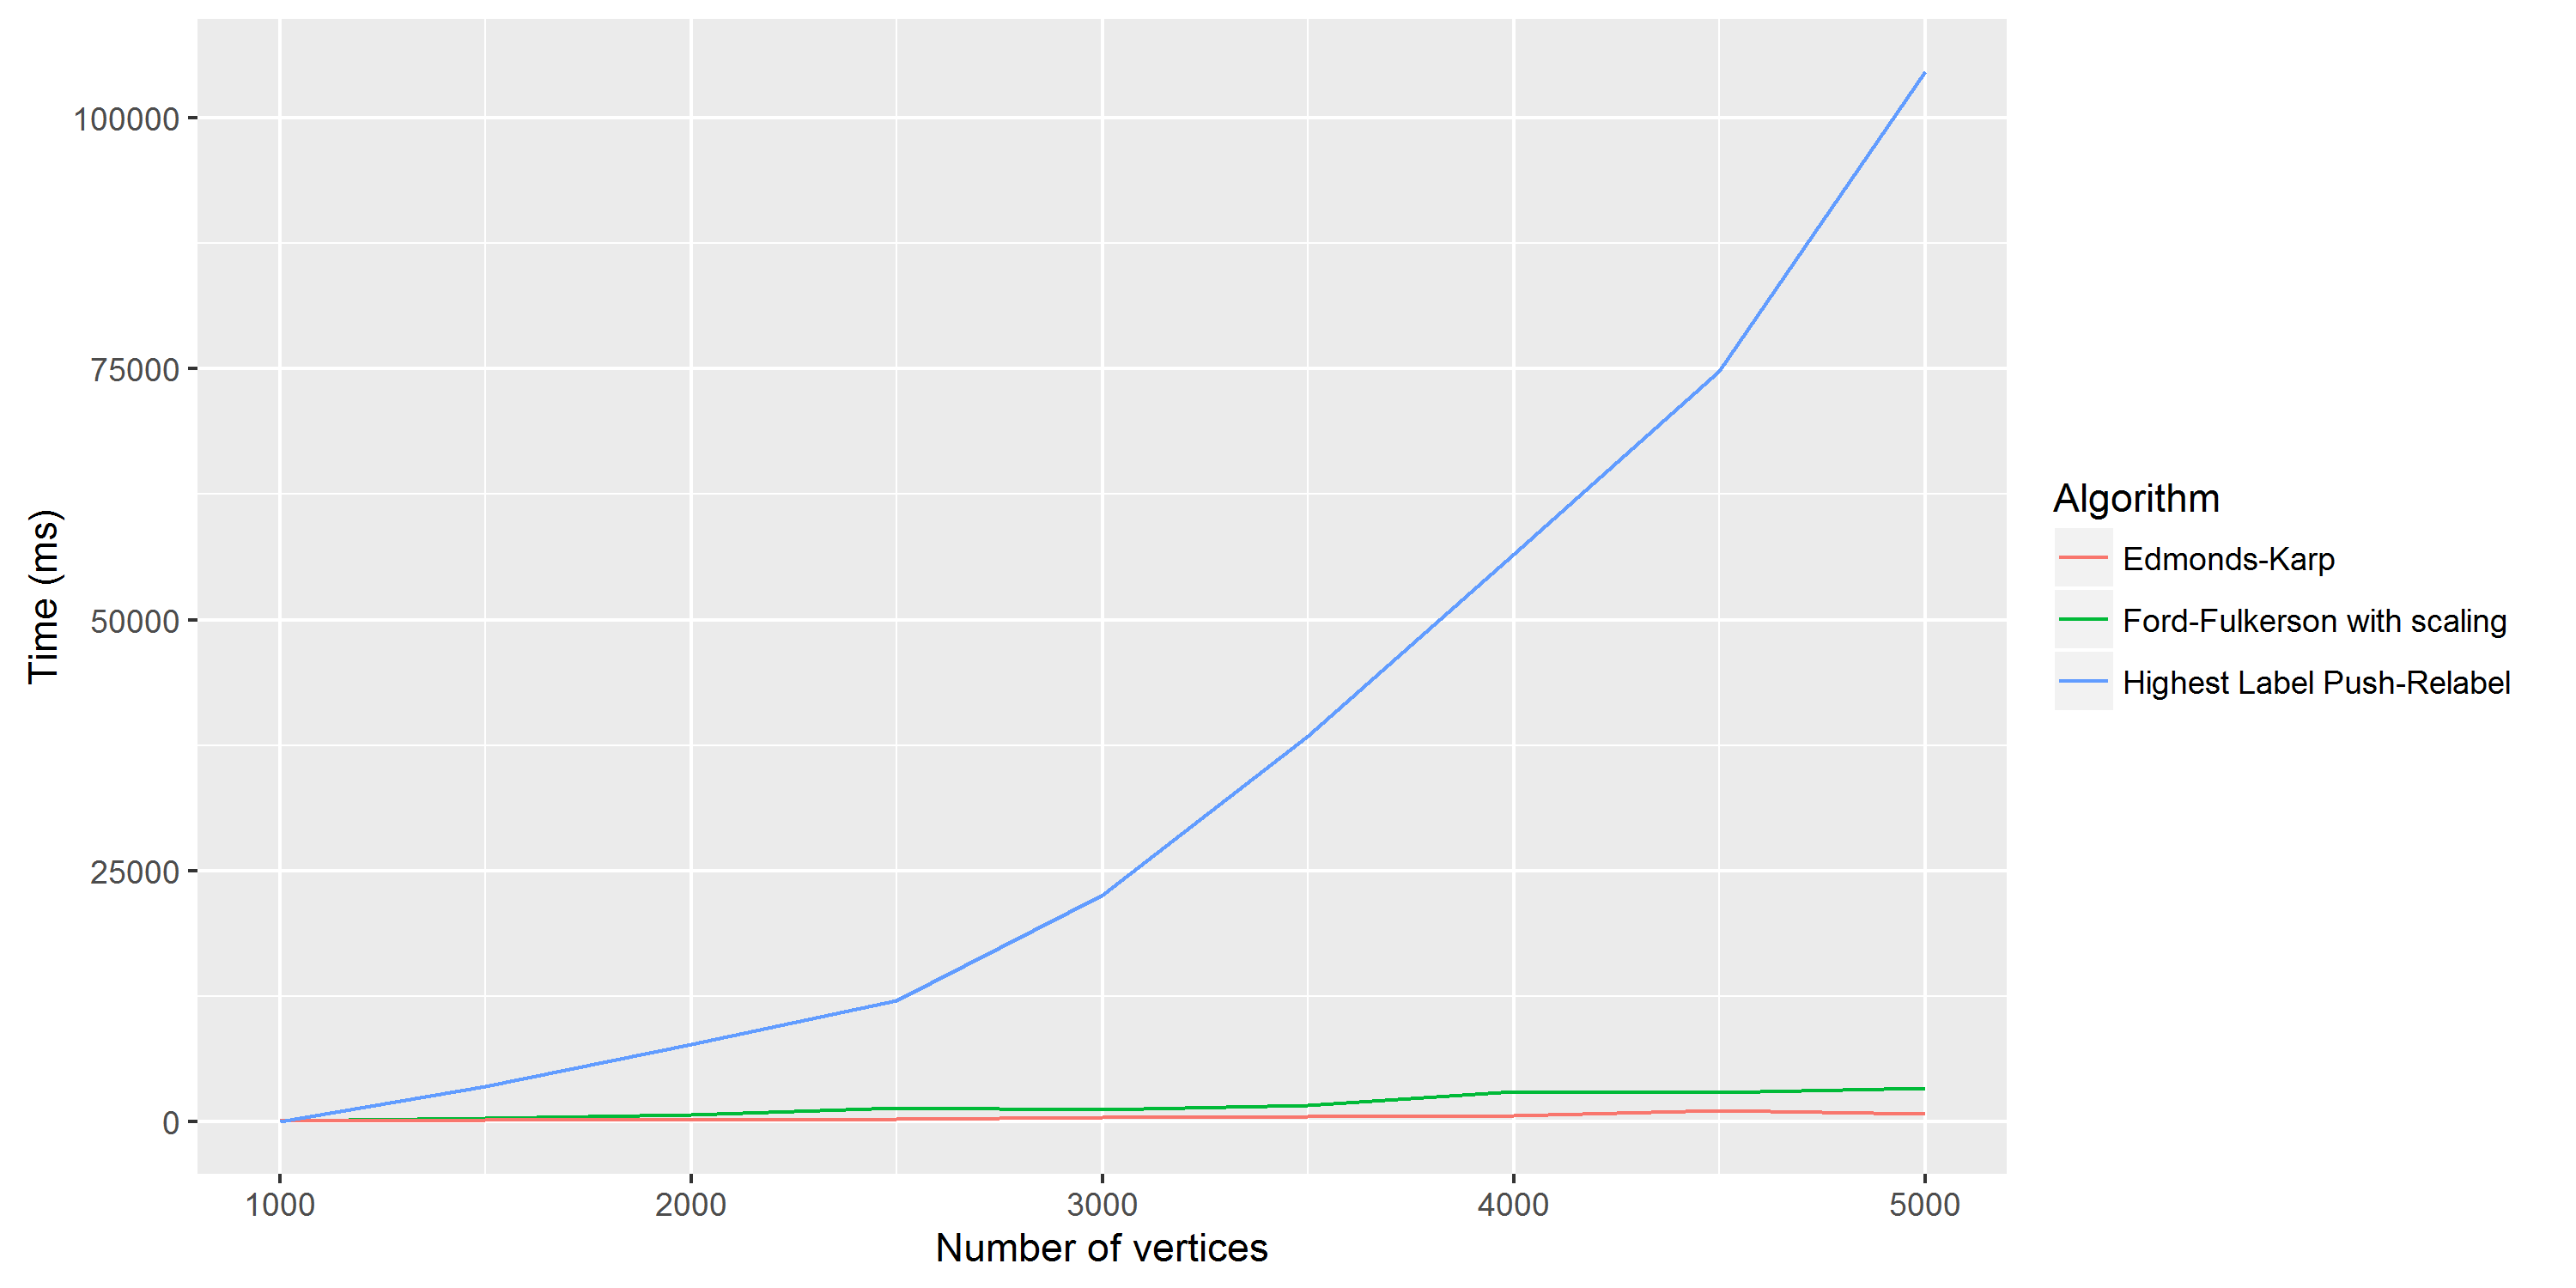 100000
75000
50000
25000
0
Time (ms)
1000 2000 3000 4000 5000
Number of vertices
Algorithm
Edmonds-Karp
Ford-Fulkerson with scaling
Highest Label Push-Relabel